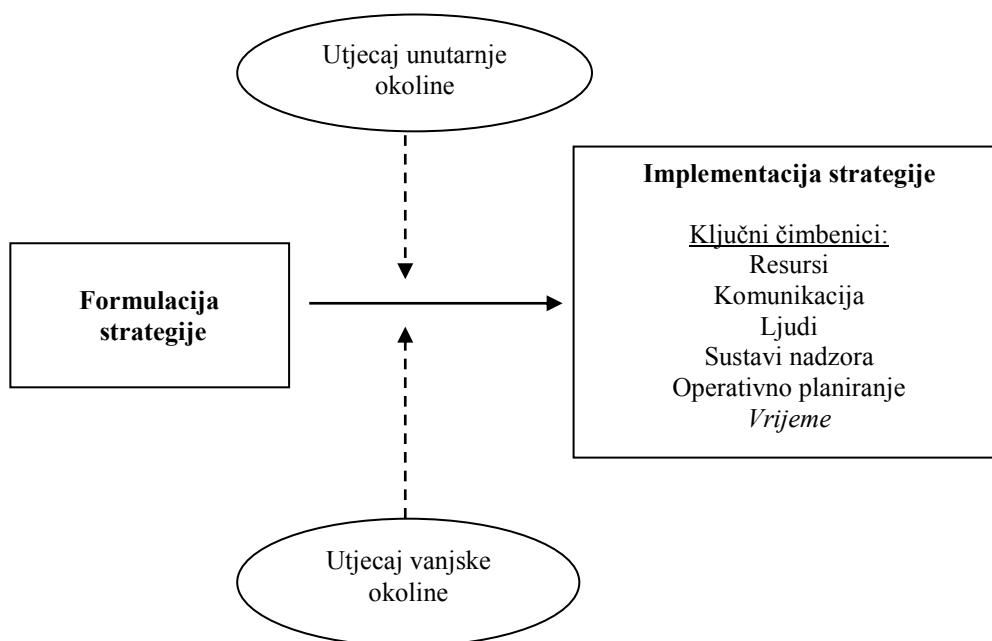 Utjecaj unutarnje
okoline
Implementacija strategije
Ključni čimbenici:
Resursi
Komunikacija
Ljudi
Sustavi nadzora
Operativno planiranje
Vrijeme
Formulacija
strategije
Utjecaj vanjske
okoline